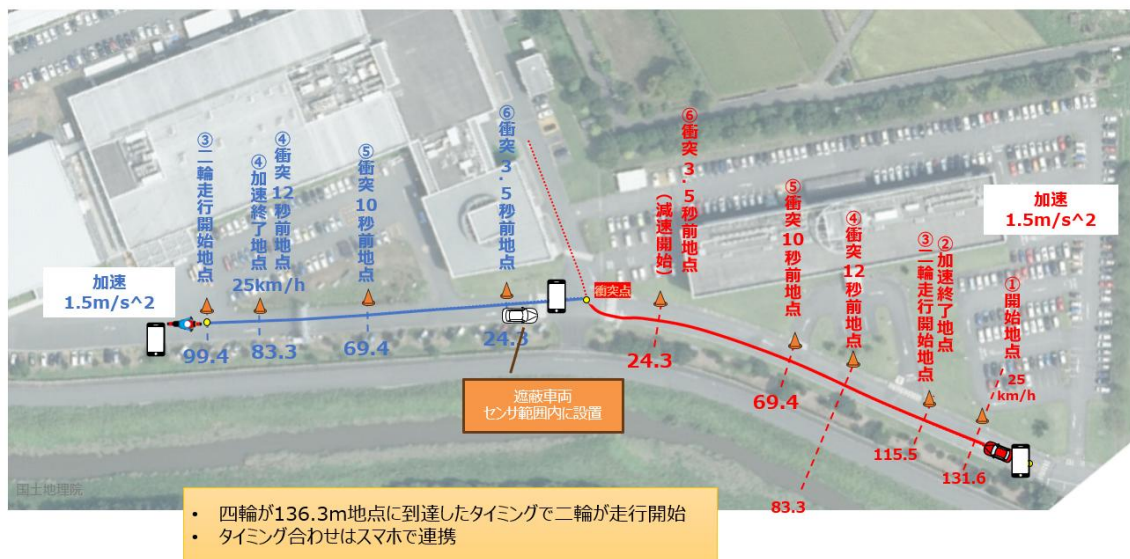 ③二輪走行開始地点
④加速終了地点
④衝突12秒前地点
25km/h
⑤衝突10秒前地点
⑥衝突3.5秒前地点
⑥衝突3.5秒前地点
(減速開始)
⑤衝突10秒前地点
④衝突12秒前地点
③二輪走行開始地点
②加速終了地点
①開始地点
加速
1.5m/s^2
加速
1.5m/s^2
25
km/h
衝突点
99.4
83.3
69.4
24.3
24.3
69.4
83.3
115.5
131.6
遮蔽車両
センサ範囲内に設置
国土地理院
• 四輪が136.3m地点に到達したタイミングで二輪が走行開始
• タイミング合わせはスマホで連携